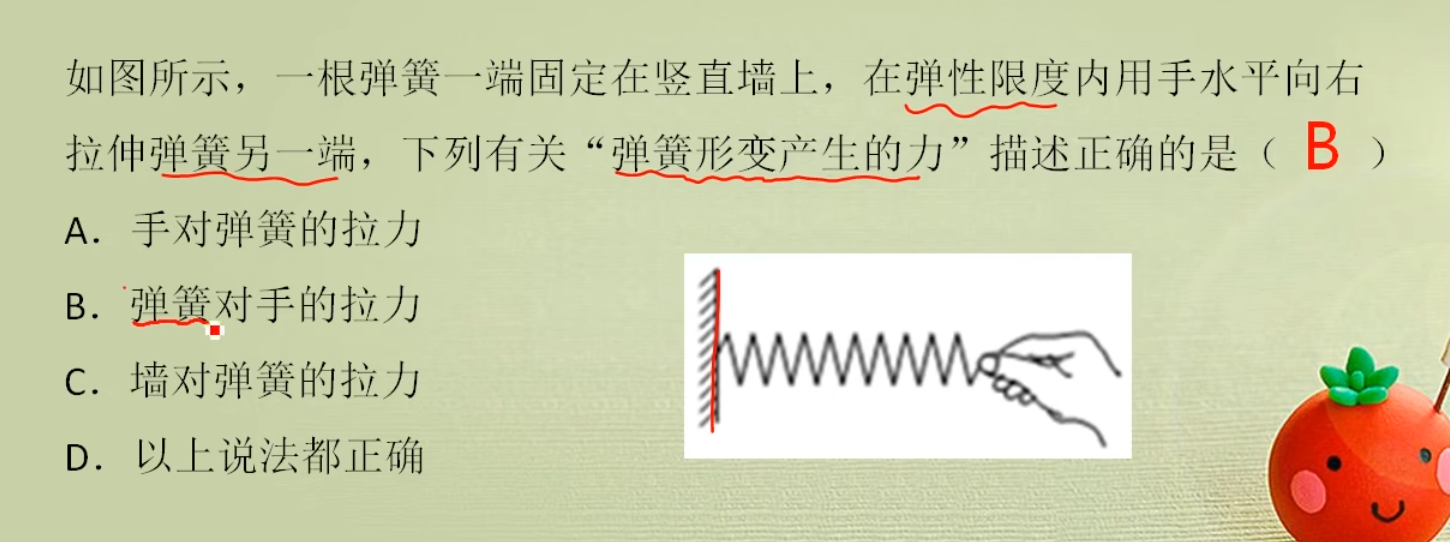 如图所示，一根弹簧一端固定在竖直墙上，在弹性限度内用手水平向右
拉伸弹簧另一端，下列有关“弹簧形变产生的力”描述正确的是（ B ）
A．手对弹簧的拉力
B．弹簧对手的拉力
C．墙对弹簧的拉力
D．以上说法都正确